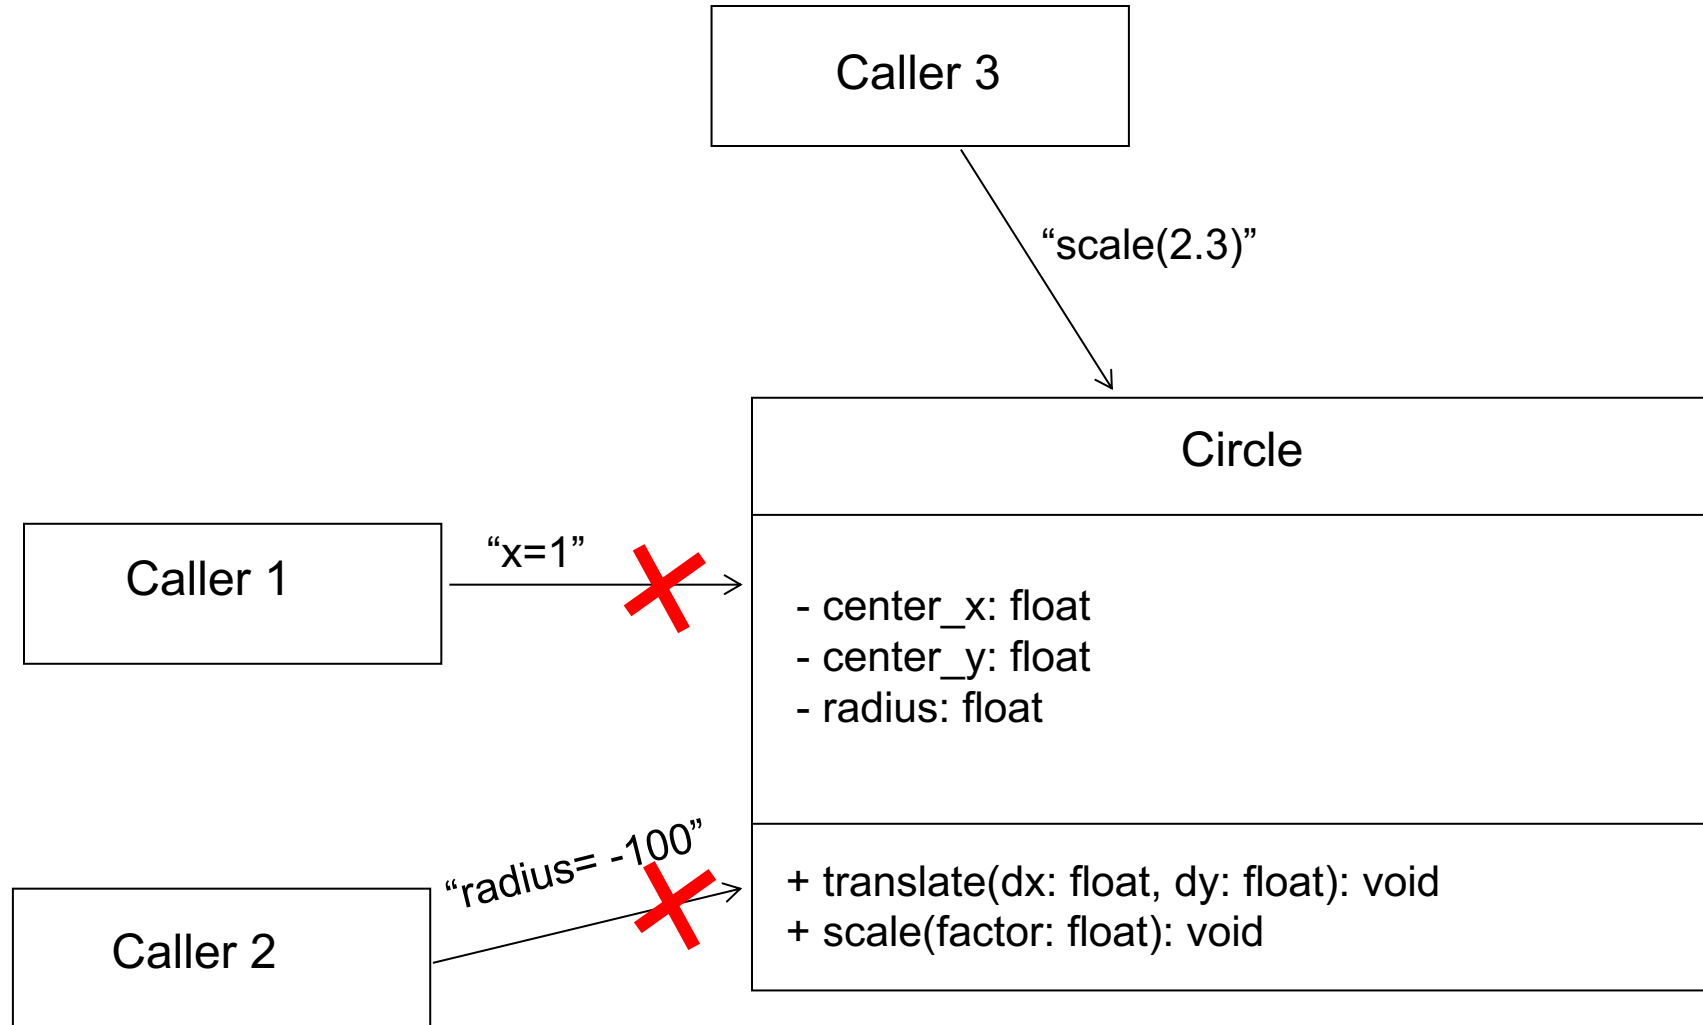 Caller 3
“scale(2.3)”
Circle
Caller 1
“x=1”
- center_x: float
- center_y: float
- radius: float
Caller 2
“radius= -100”
+ translate(dx: float, dy: float): void
+ scale(factor: float): void